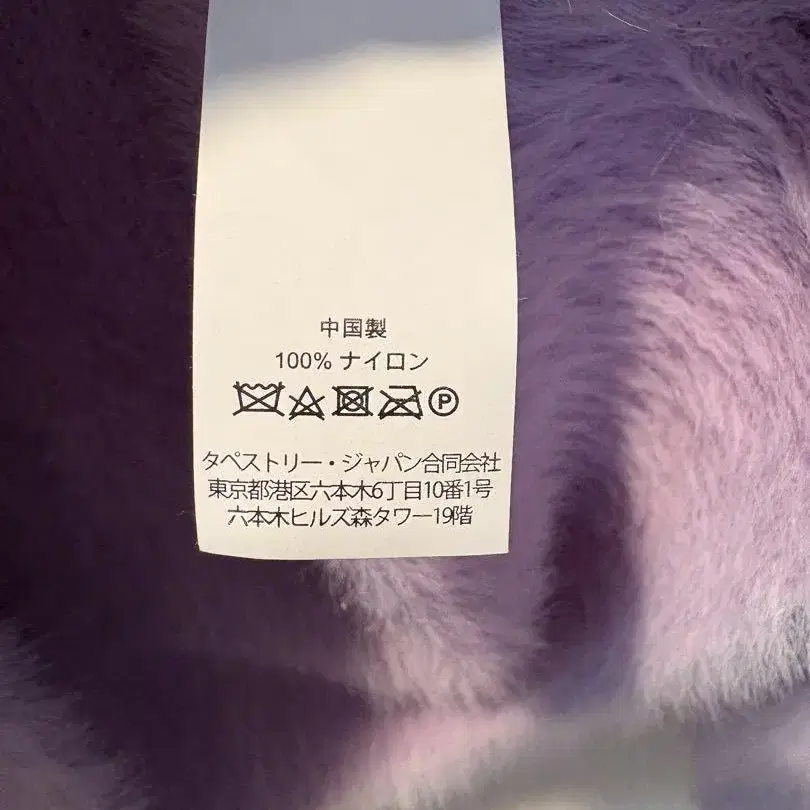 中国製
100% ナイロン
P
タペストリー・ジャパン合同会社
東京都港区六本木6丁目10番1号
六本木ヒルズ森タワー19階